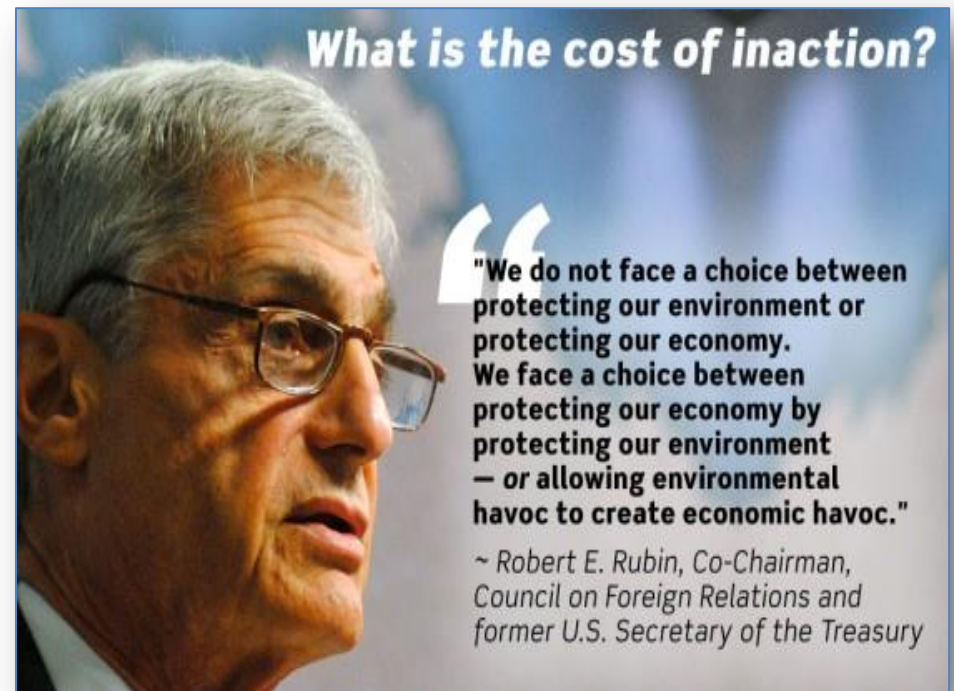 What is the cost of inaction?
“
"We do not face a choice between
protecting our environment or
protecting our economy.
We face a choice between
protecting our economy by
protecting our environment
— or allowing environmental
havoc to create economic havoc."
~ Robert E. Rubin, Co-Chairman,
Council on Foreign Relations and
former U.S. Secretary of the Treasury